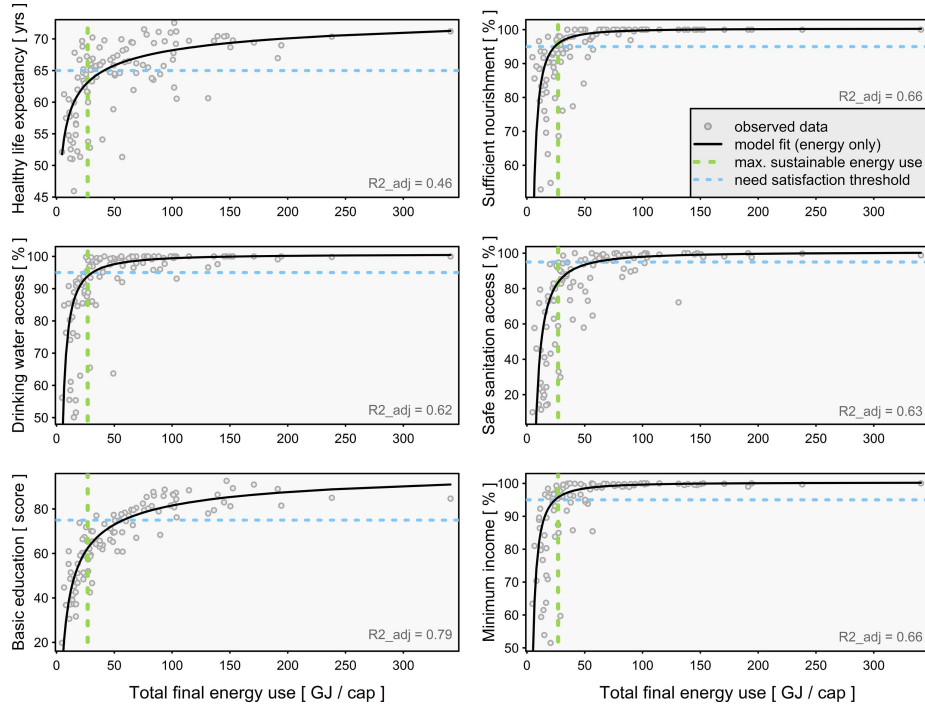 Healthy life expectancy [ yrs ]
70
65
60
55
50
45
R2_adj = 0.46
0 50 100 150 200 250 300
Sufficient nourishment [ % ]
100
90
80
70
60
R2_adj = 0.66
observed data
model fit (energy only)
max. sustainable energy use
need satisfaction threshold
0 50 100 150 200 250 300
Drinking water access [ % ]
100
90
80
70
60
50
R2_adj = 0.62
0 50 100 150 200 250 300
Safe sanitation access [ % ]
100
80
60
40
20
R2_adj = 0.63
0 50 100 150 200 250 300
Basic education [ score ]
80
60
40
20
R2_adj = 0.79
0 50 100 150 200 250 300
Total final energy use [ GJ / cap ]
Minimum income [ % ]
100
90
80
70
60
50
R2_adj = 0.66
0 50 100 150 200 250 300
Total final energy use [ GJ / cap ]